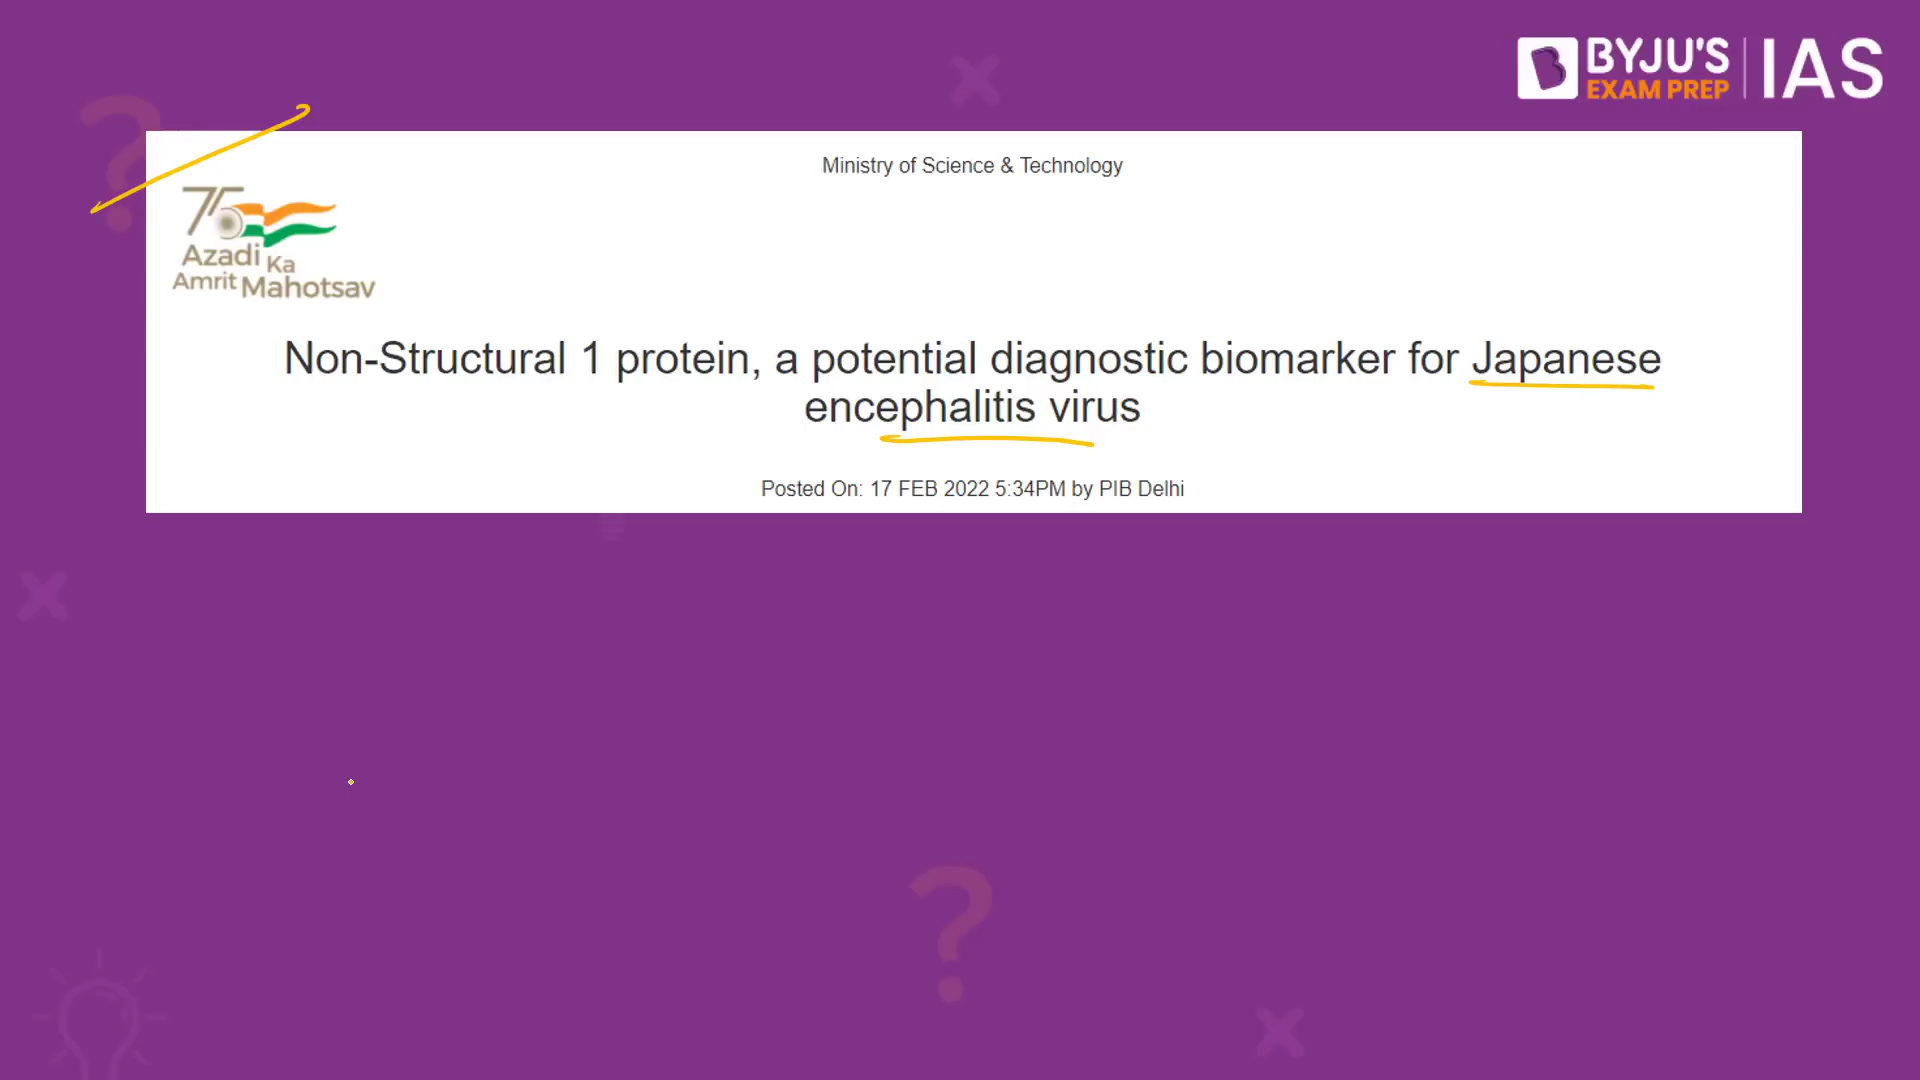 BYJU'S
EXAM PREP
IAS
Ministry of Science & Technology
75
Azadi Ka
Amrit Mahotsav
Non-Structural 1 protein, a potential diagnostic biomarker for Japanese
encephalitis virus
Posted On: 17 FEB 2022 5:34PM by PIB Delhi